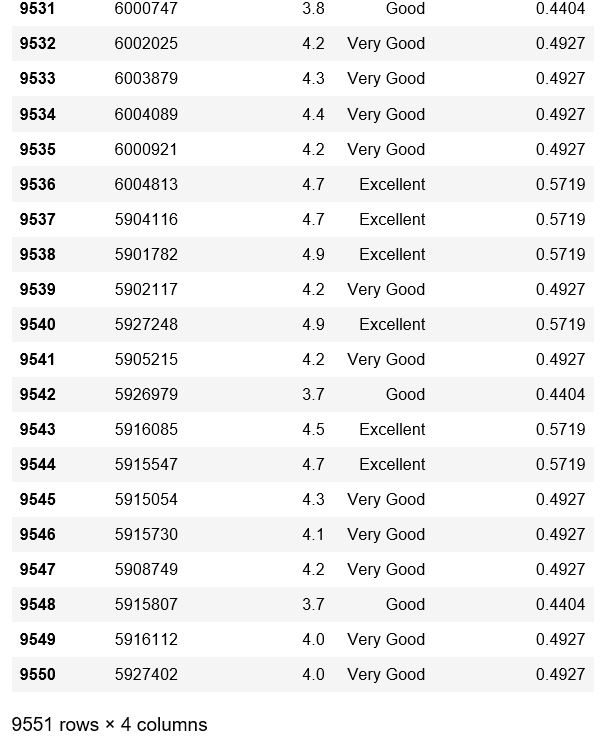 9531 6000747 3.8 Good 0.4404
9532 6002025 4.2 Very Good 0.4927
9533 6003879 4.3 Very Good 0.4927
9534 6004089 4.4 Very Good 0.4927
9535 6000921 4.2 Very Good 0.4927
9536 6004813 4.7 Excellent 0.5719
9537 5904116 4.7 Excellent 0.5719
9538 5901782 4.9 Excellent 0.5719
9539 5902117 4.2 Very Good 0.4927
9540 5927248 4.9 Excellent 0.5719
9541 5905215 4.2 Very Good 0.4927
9542 5926979 3.7 Good 0.4404
9543 5916085 4.5 Excellent 0.5719
9544 5915547 4.7 Excellent 0.5719
9545 5915054 4.3 Very Good 0.4927
9546 5915730 4.1 Very Good 0.4927
9547 5908749 4.2 Very Good 0.4927
9548 5915807 3.7 Good 0.4404
9549 5916112 4.0 Very Good 0.4927
9550 5927402 4.0 Very Good 0.4927
9551 rows × 4 columns